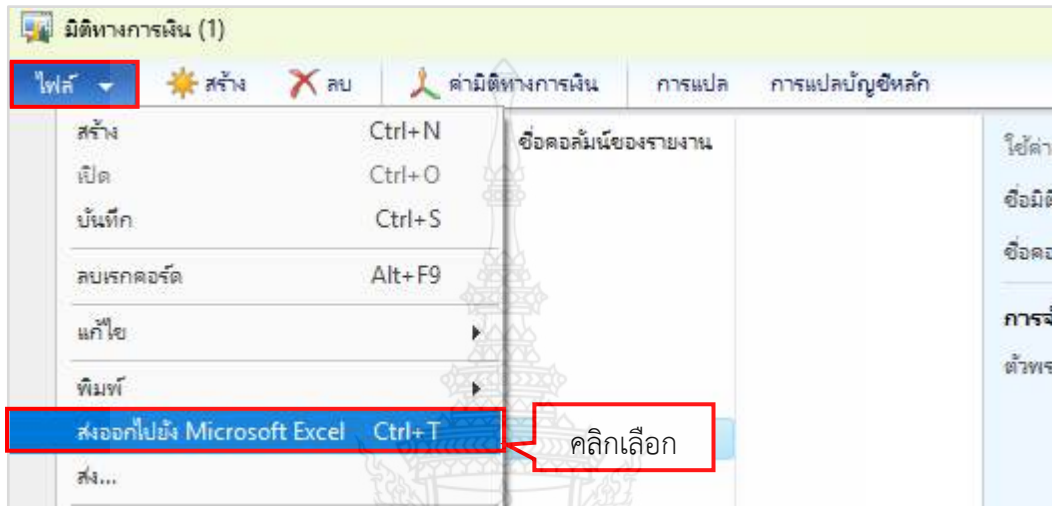 มิติทางการเงิน (1)
ไฟล์ สร้าง ลบ ค่ามิติทางการเงิน การแปล การแปลบัญชีหลัก
สร้าง Ctrl+N
เปิด Ctrl+O
บันทึก Ctrl+S
ลบเรกคอร์ด Alt+F9
แก้ไข
พิมพ์
ส่งออกไปยัง Microsoft Excel Ctrl+T
ส่ง...
ชื่อคอลัมน์ของรายงาน
คลิกเลือก
ใช้ค่า
ชื่อมิติ
ชื่อคอ
การจั
ตัวพร